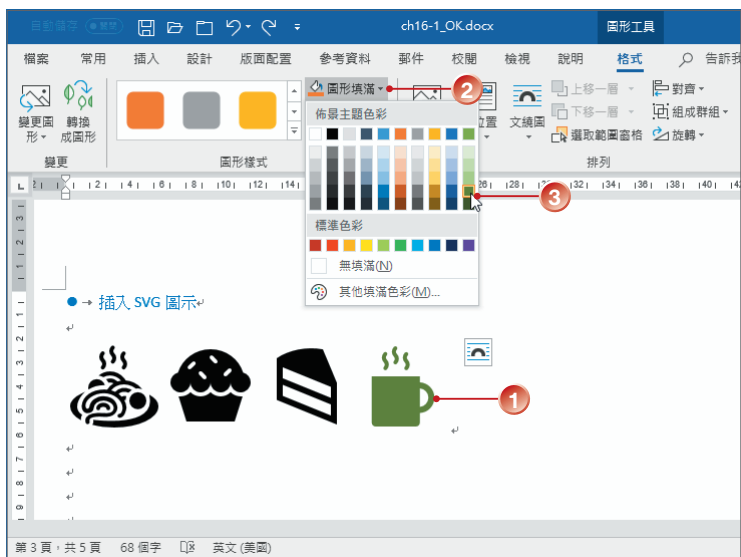 自動儲存
ch16-1_OK.docx
圖形工具
檔案 常用 插入 設計 版面配置 參考資料 郵件 校閱 檢視 說明 格式 告訴我
圖形填滿
2
上移一層 對齊
變更圖形 轉換成圖形
位置 文繞圖
下移一層 組成群組
選取範圍窗格 旋轉
變更 圖形樣式 排列
佈景主題色彩
3
標準色彩
無填滿(N)
其他填滿色彩(M)...
插入 SVG 圖示
1
第 3 頁，共 5 頁 68 個字 英文 (美國)